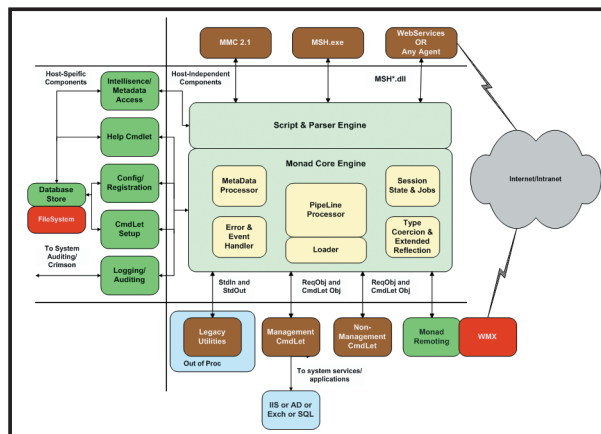 MMC 2.1
MSH.exe
WebServices
OR
Any Agent
Host-Speific
Components
Intellisence/
Metadata
Access
Host-Independent
Components
MSH*.dll
Script & Parser Engine
Help Cmdlet
Monad Core Engine
Internet/Intranet
Config/
Registration
MetaData
Processor
Session
State & Jobs
Database
Store
PipeLine
Processor
FileSystem
CmdLet
Setup
Error &
Event
Handler
Type
Coercion &
Extended
Reflection
Loader
To System
Auditing/
Crimson
Logging/
Auditing
StdIn and
StdOut
ReqObj and
CmdLet Obj
ReqObj and
CmdLet Obj
Legacy
Utilities
Management
CmdLet
Non-
Management
CmdLet
Monad
Remoting
WMX
Out of Proc
To system services/
applications
IIS or AD or
Exch or SQL